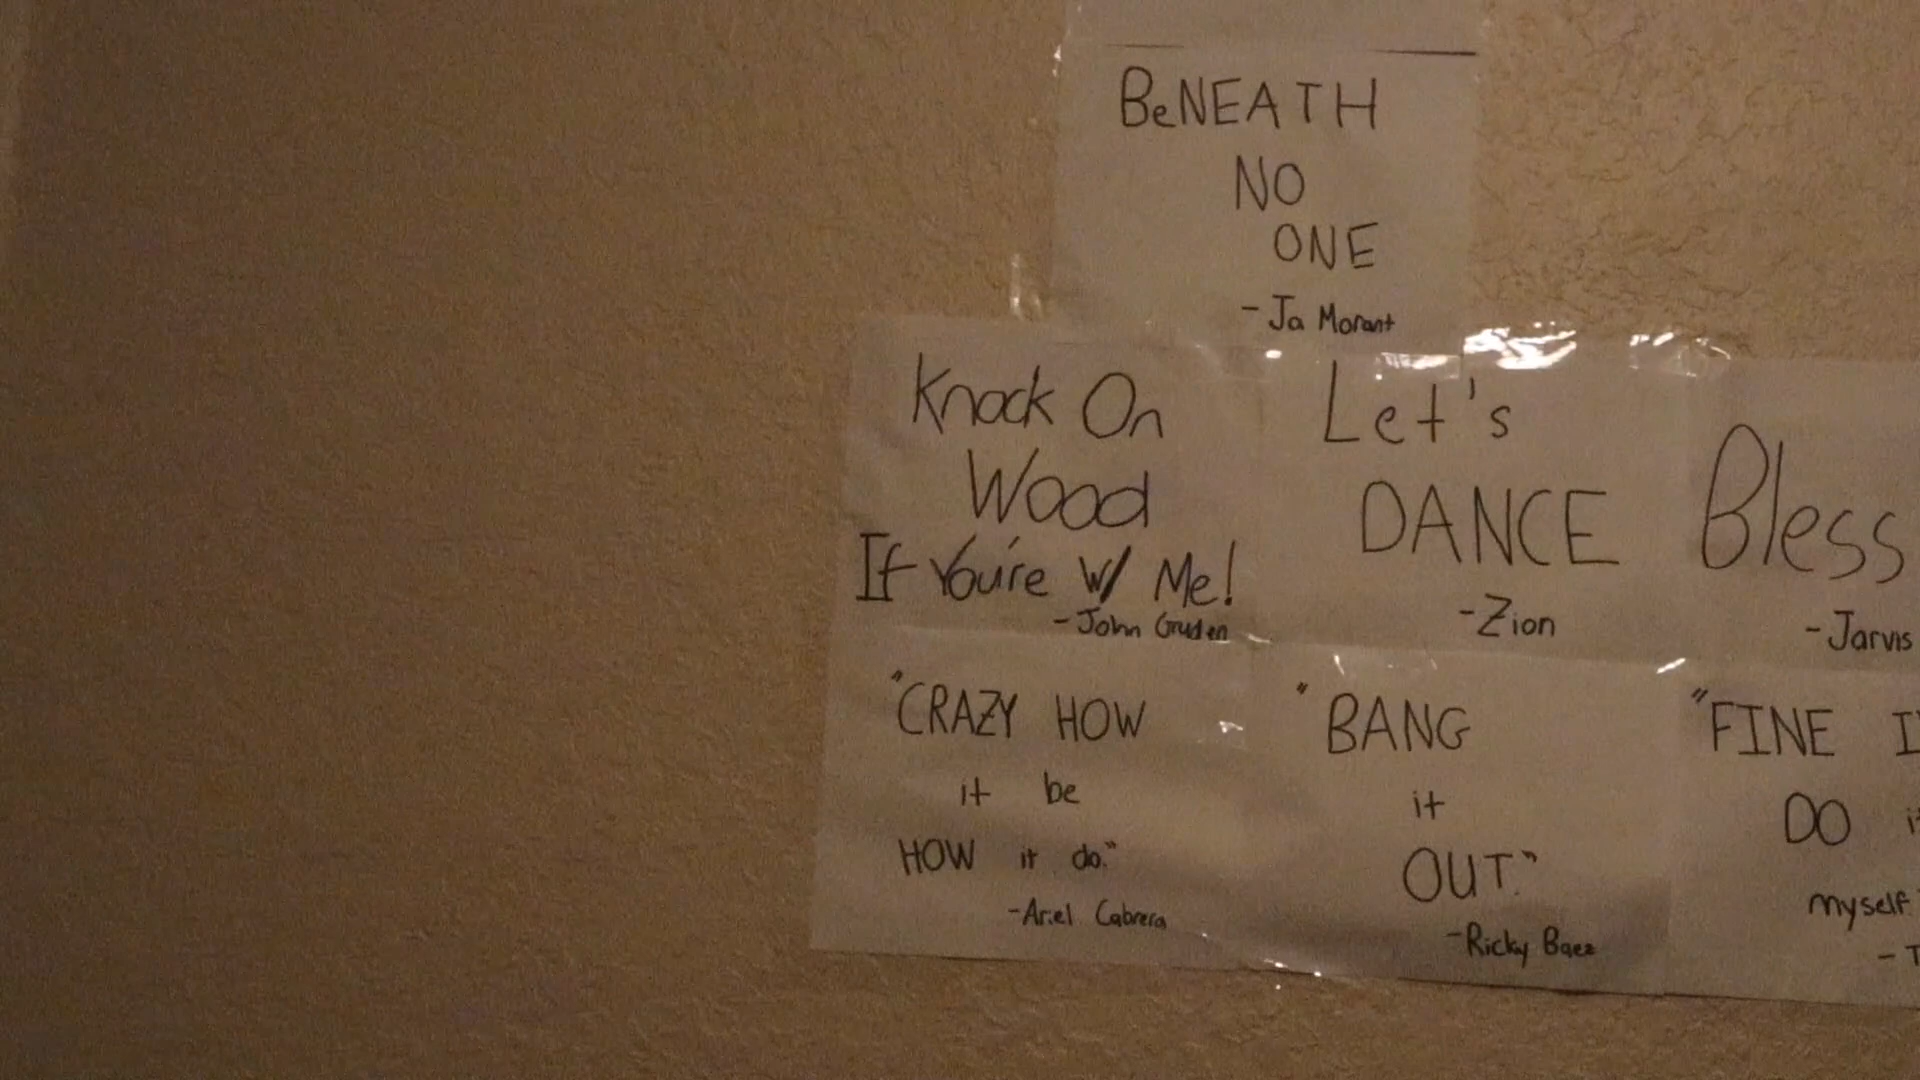 BeNEATH
NO
ONE
- Ja Morant
Knock On
Wood
If You're W/ Me!
- John Gruden
Let's
DANCE
- Zion
Bless
- Jarvis
"CRAZY HOW
it be
HOW it do."
- Ariel Cabrera
"BANG
it
OUT."
- Ricky Baez
"FINE
DO
myself